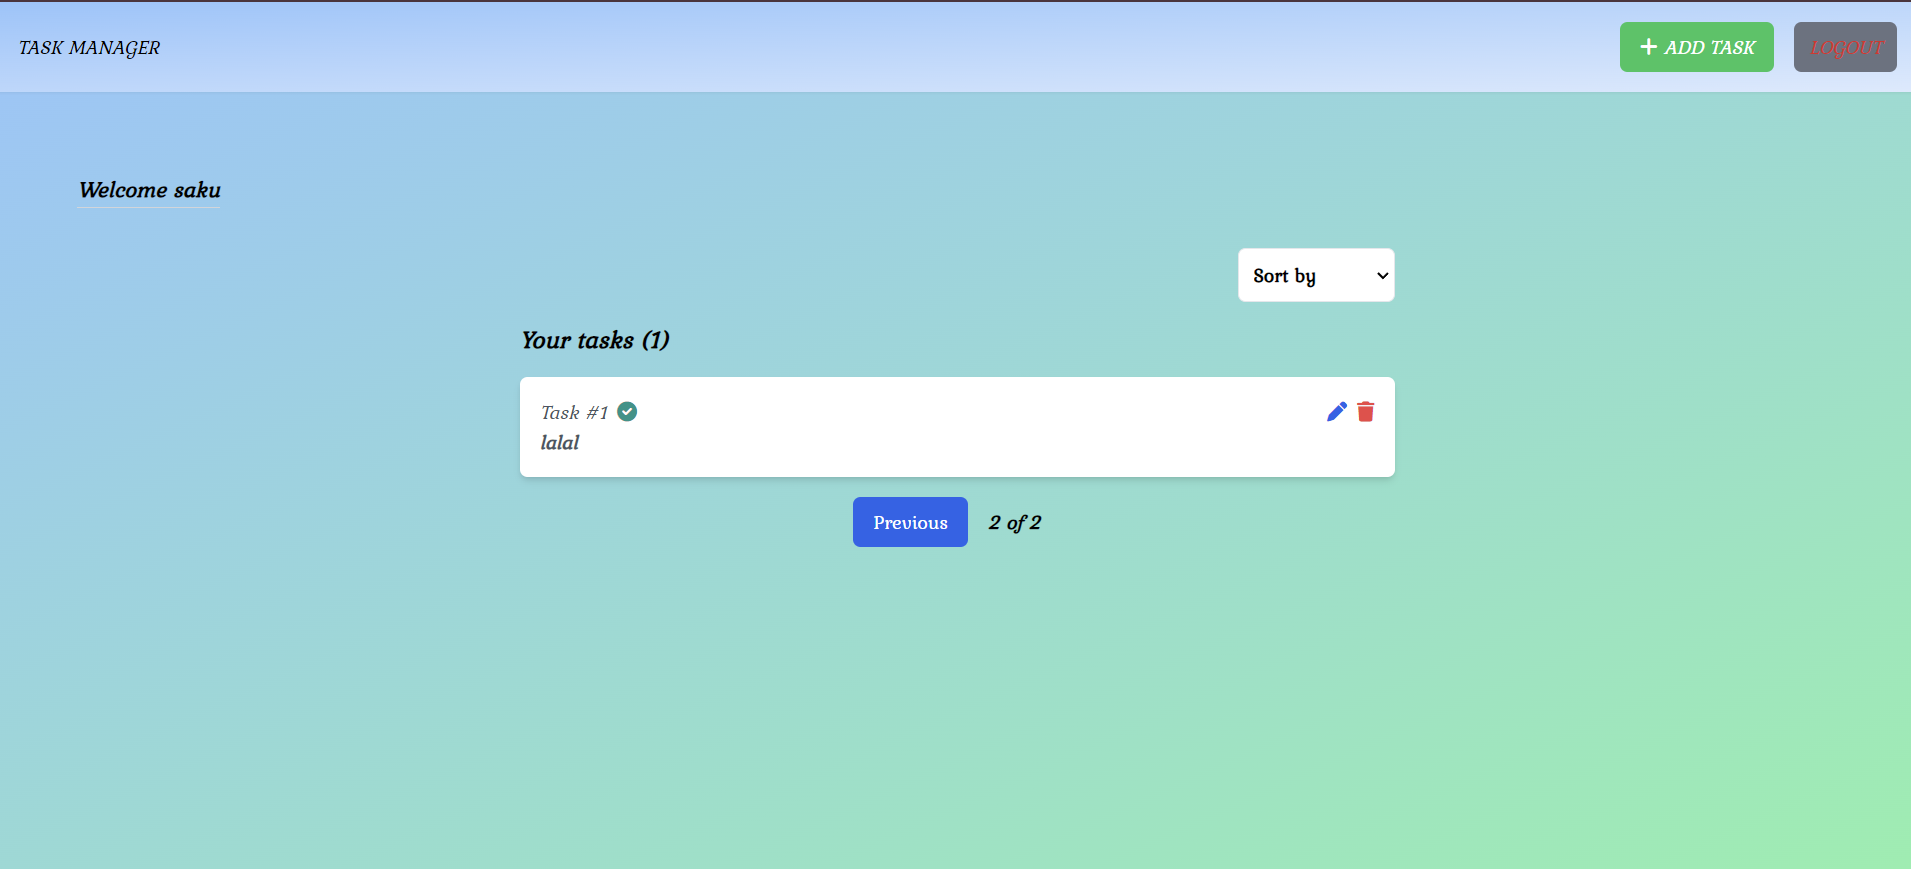 TASK MANAGER
ADD TASK
LOGOUT
Welcome saku
Sort by
Your tasks (1)
Task #1
lalal
Previous
2 of 2